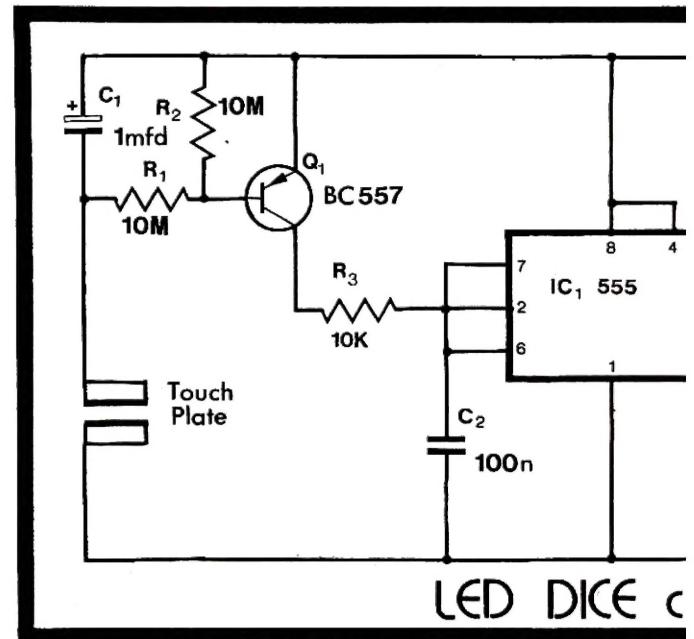 +
C1
1mfd
R2
10M
R1
10M
Q1
BC557
R3
10K
8
4
7
2
6
1
IC1 555
Touch
Plate
C2
100n
LED DICE c